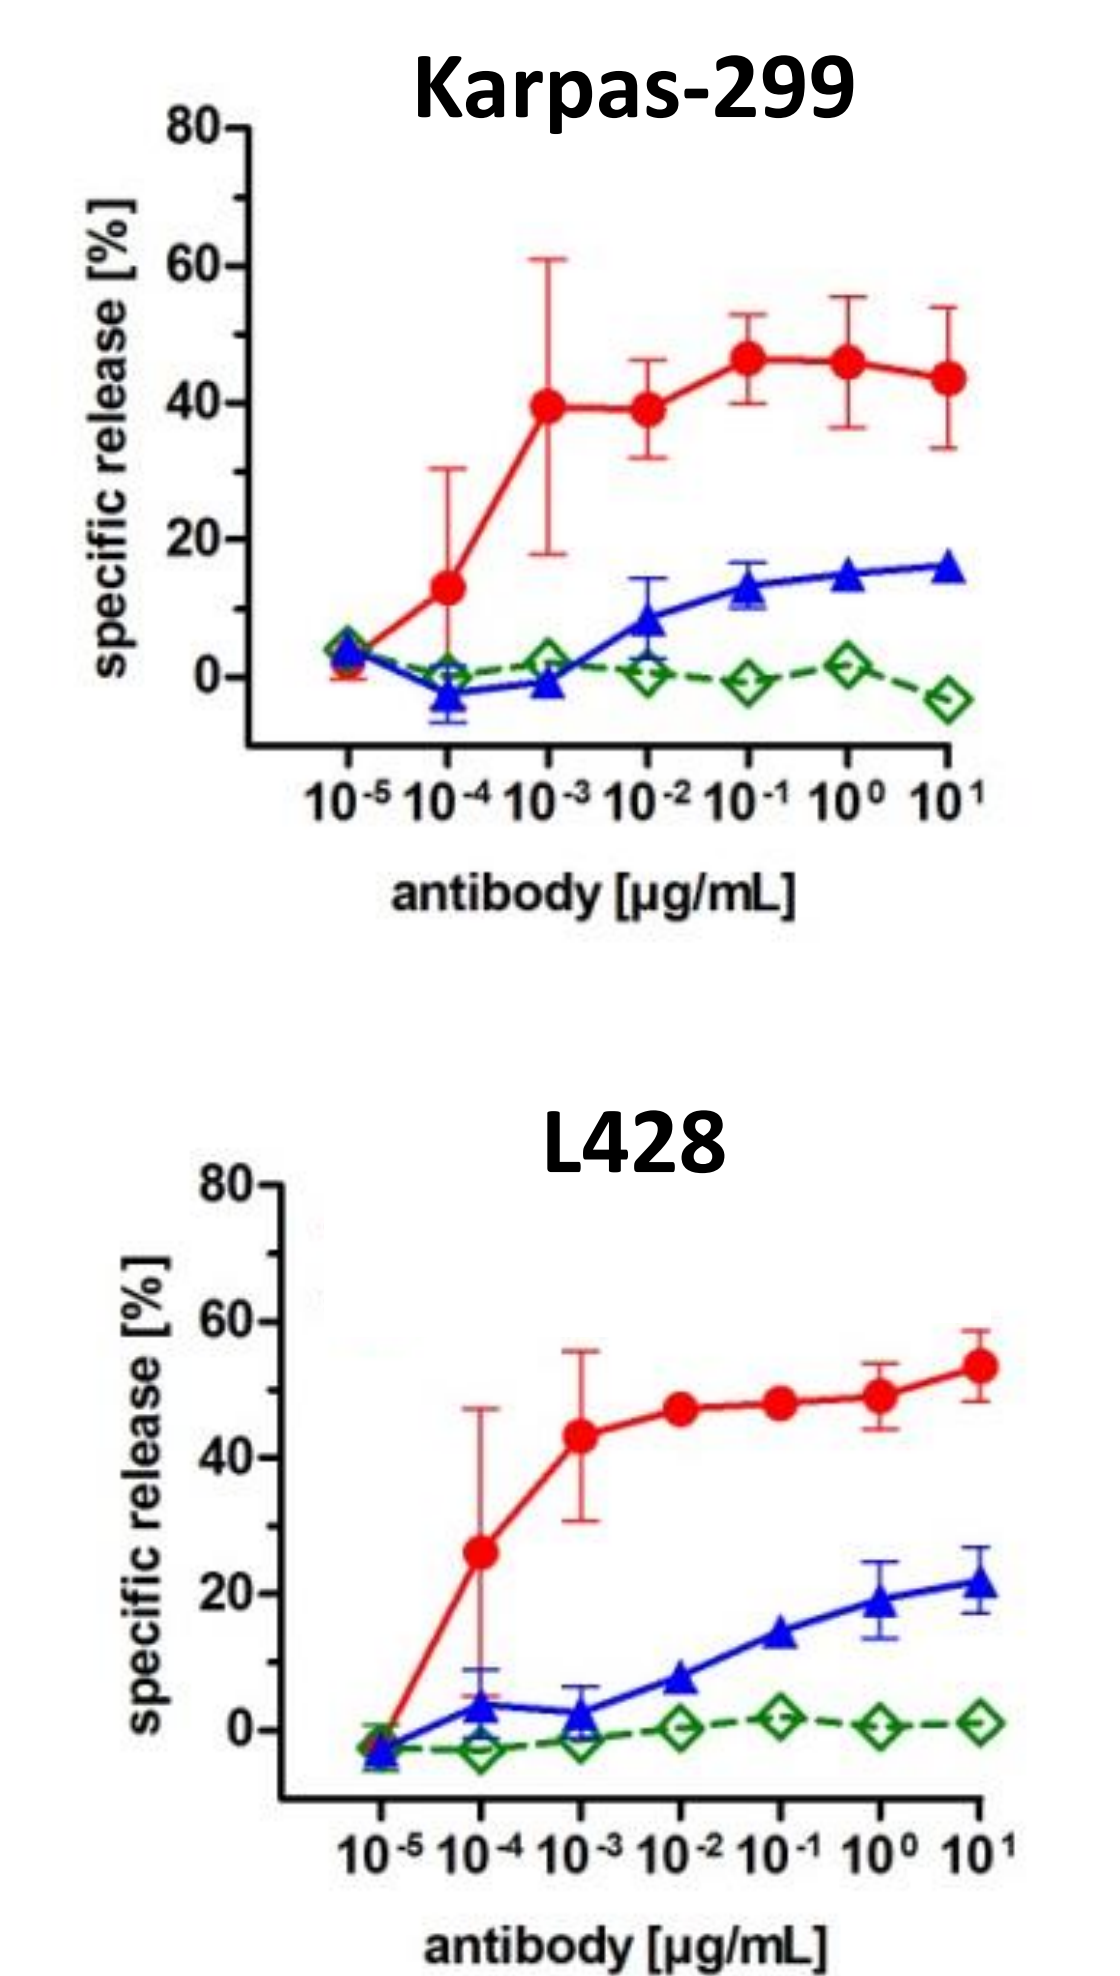 Karpas-299
80
60
40
20
0
specific release [%]
10⁻⁵ 10⁻⁴ 10⁻³ 10⁻² 10⁻¹ 10⁰ 10¹
antibody [µg/mL]
L428
80
60
40
20
0
specific release [%]
10⁻⁵ 10⁻⁴ 10⁻³ 10⁻² 10⁻¹ 10⁰ 10¹
antibody [µg/mL]